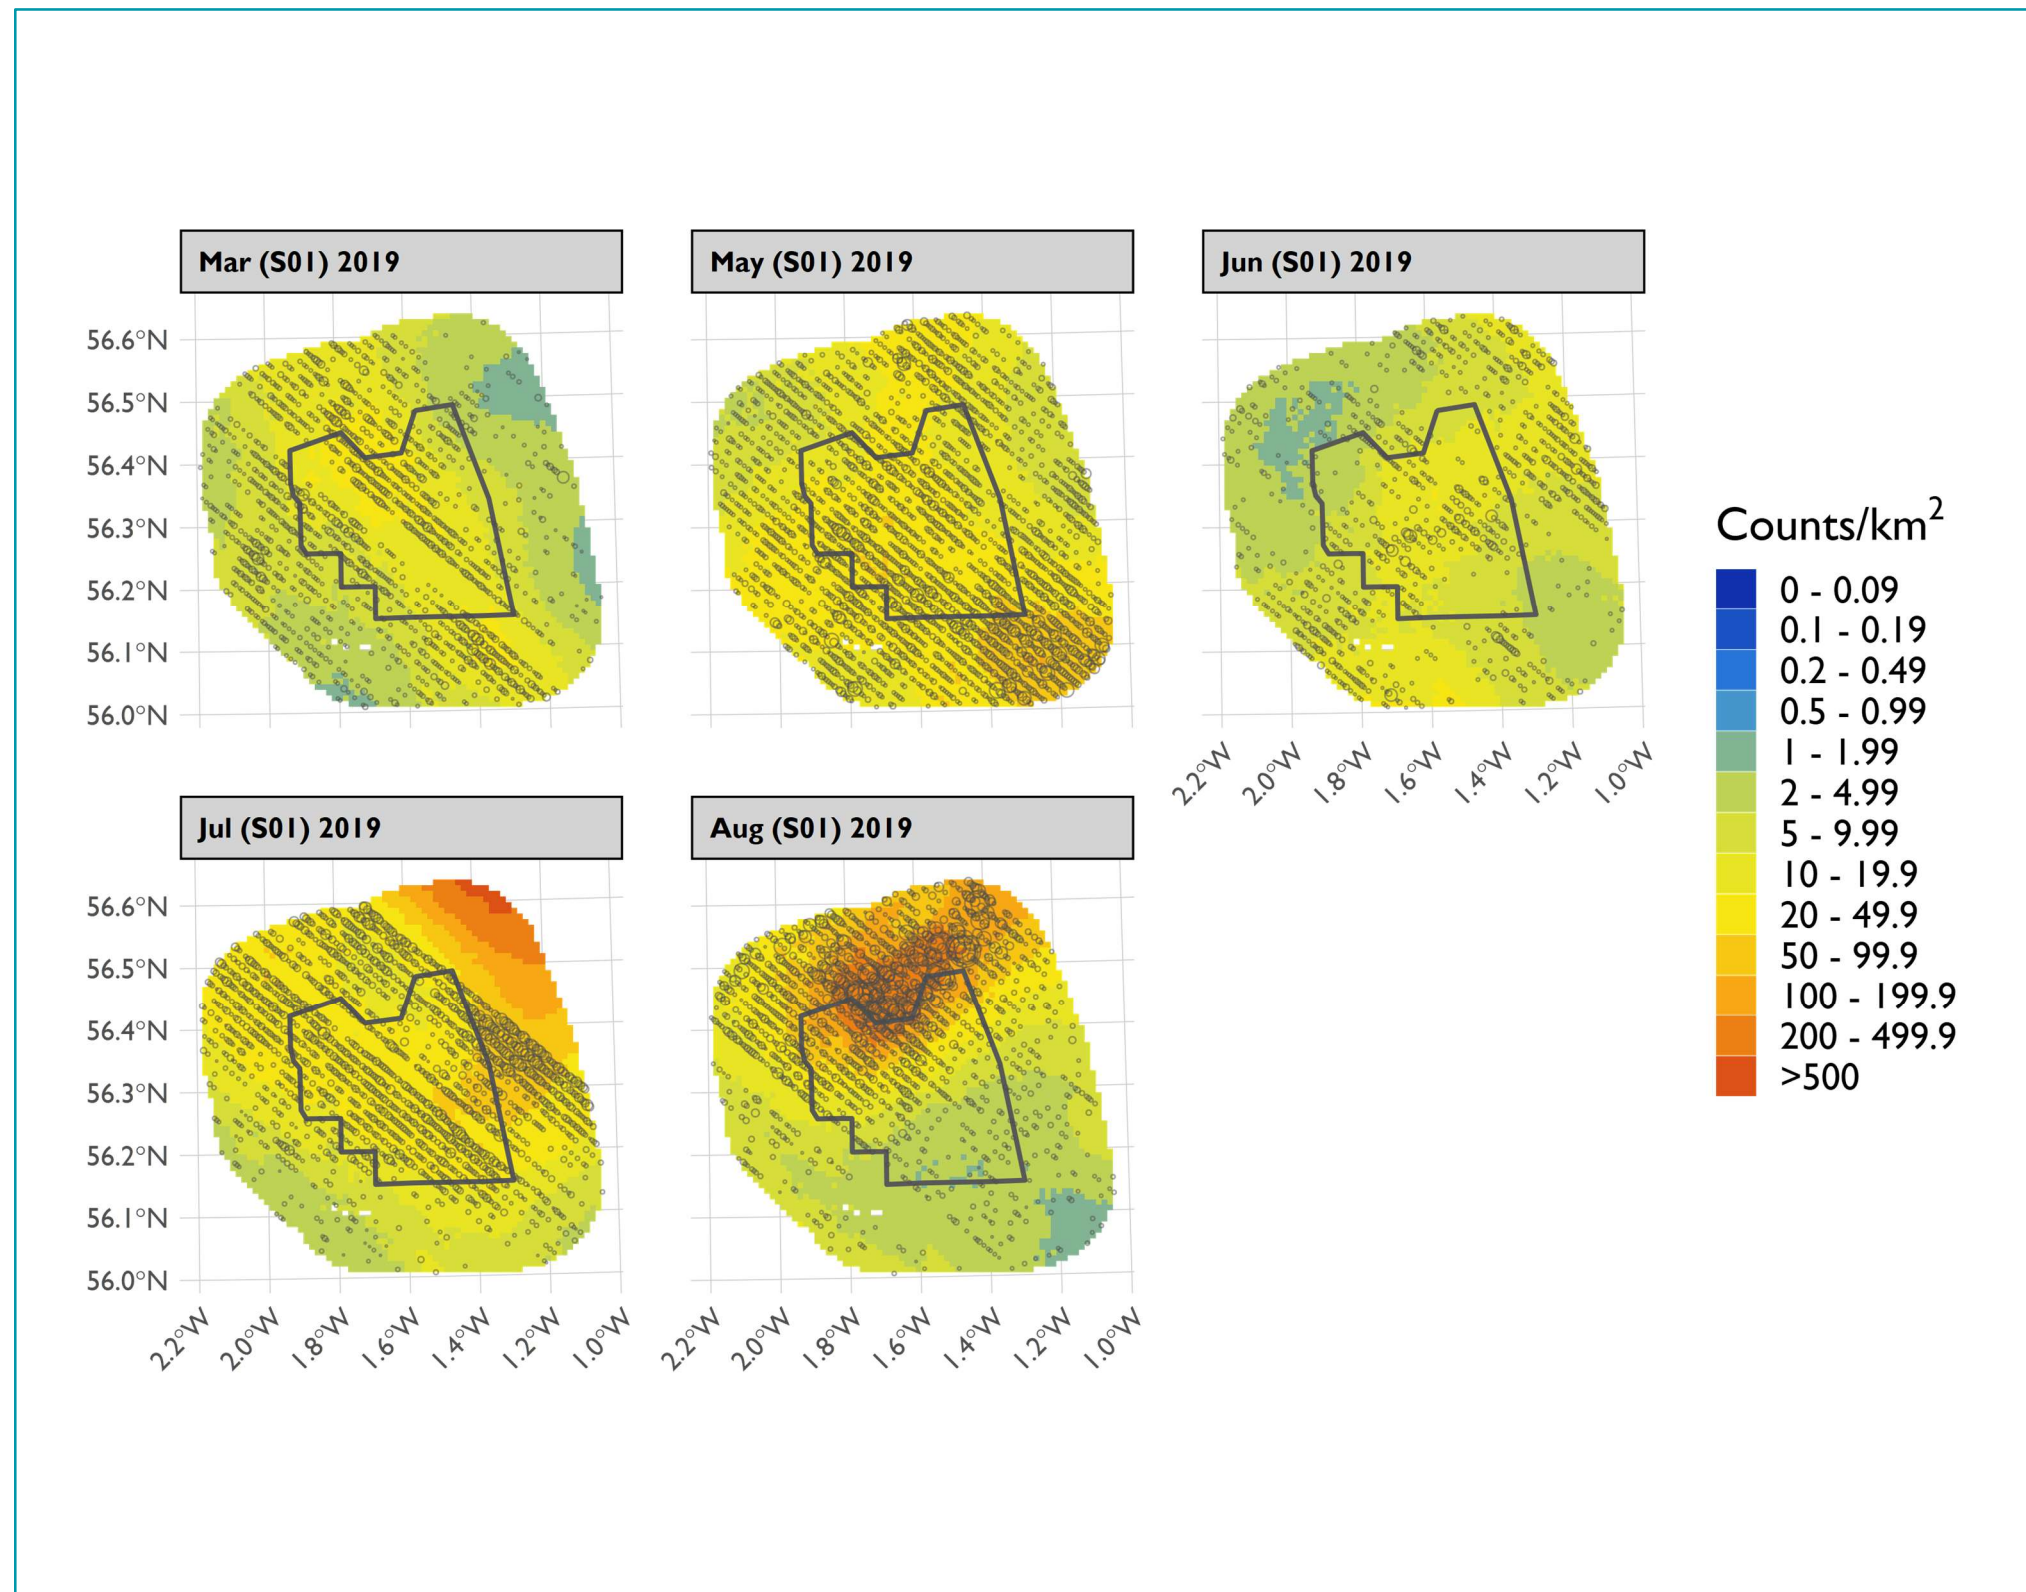 Mar (S01) 2019
May (S01) 2019
Jun (S01) 2019
56.6°N
56.5°N
56.4°N
56.3°N
56.2°N
56.1°N
56.0°N
2.2°W
2.0°W
1.8°W
1.6°W
1.4°W
1.2°W
1.0°W
Jul (S01) 2019
Aug (S01) 2019
56.6°N
56.5°N
56.4°N
56.3°N
56.2°N
56.1°N
56.0°N
2.2°W
2.0°W
1.8°W
1.6°W
1.4°W
1.2°W
1.0°W
2.2°W
2.0°W
1.8°W
1.6°W
1.4°W
1.2°W
1.0°W
Counts/km²
0 - 0.09
0.1 - 0.19
0.2 - 0.49
0.5 - 0.99
1 - 1.99
2 - 4.99
5 - 9.99
10 - 19.9
20 - 49.9
50 - 99.9
100 - 199.9
200 - 499.9
>500